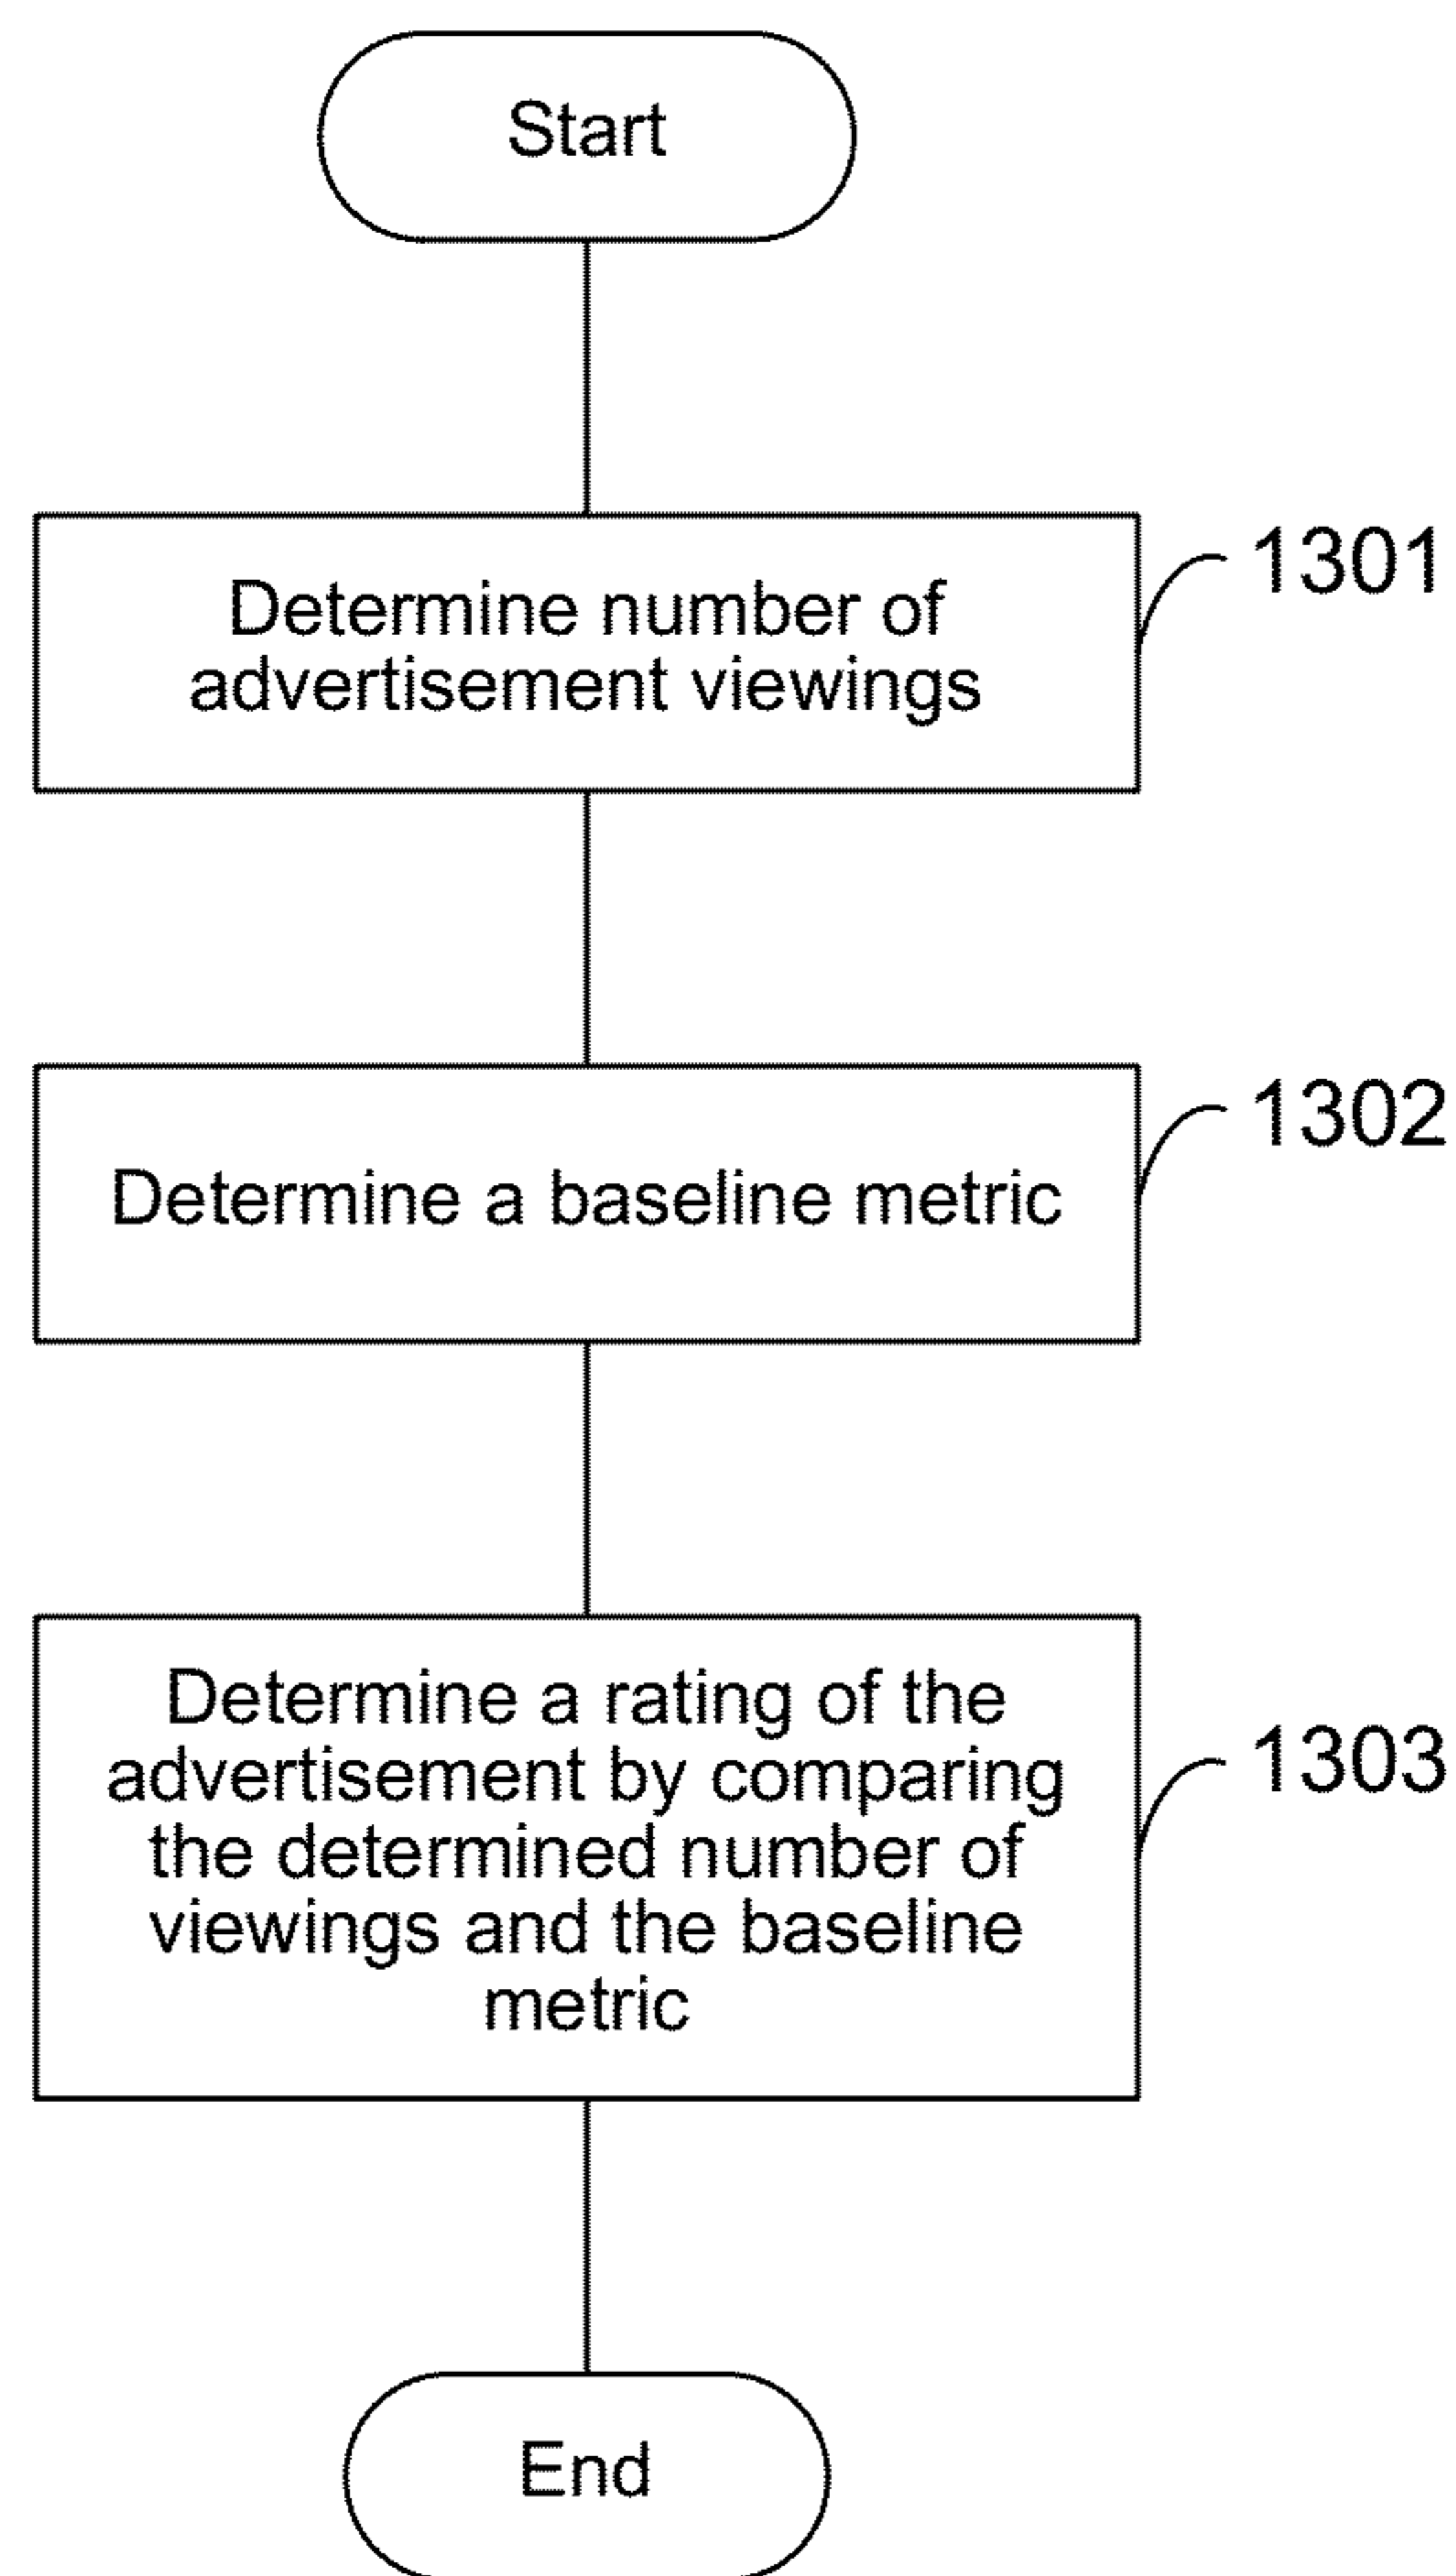 Start
Determine number of
advertisement viewings
1301
Determine a baseline metric
1302
Determine a rating of the
advertisement by comparing
the determined number of
viewings and the baseline
metric
1303
End